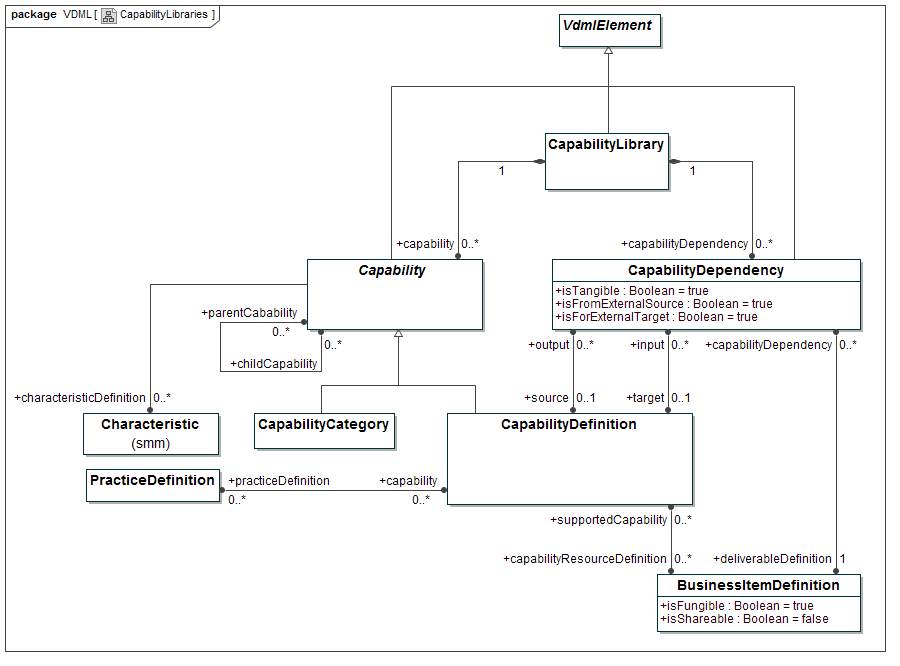 package VDML [ CapabilityLibraries ]
VdmlElement
CapabilityLibrary
1
1
+capability 0..*
+capabilityDependency 0..*
Capability
CapabilityDependency
+isTangible : Boolean = true
+isFromExternalSource : Boolean = true
+isForExternalTarget : Boolean = true
+parentCabability
0..*
0..*
+childCapability
+output 0..*
+input 0..*
+capabilityDependency 0..*
+characteristicDefinition 0..*
+source 0..1
+target 0..1
Characteristic
(smm)
CapabilityCategory
CapabilityDefinition
PracticeDefinition
+practiceDefinition
0..*
+capability
0..*
+supportedCapability 0..*
+capabilityResourceDefinition 0..*
+deliverableDefinition 1
BusinessItemDefinition
+isFungible : Boolean = true
+isShareable : Boolean = false